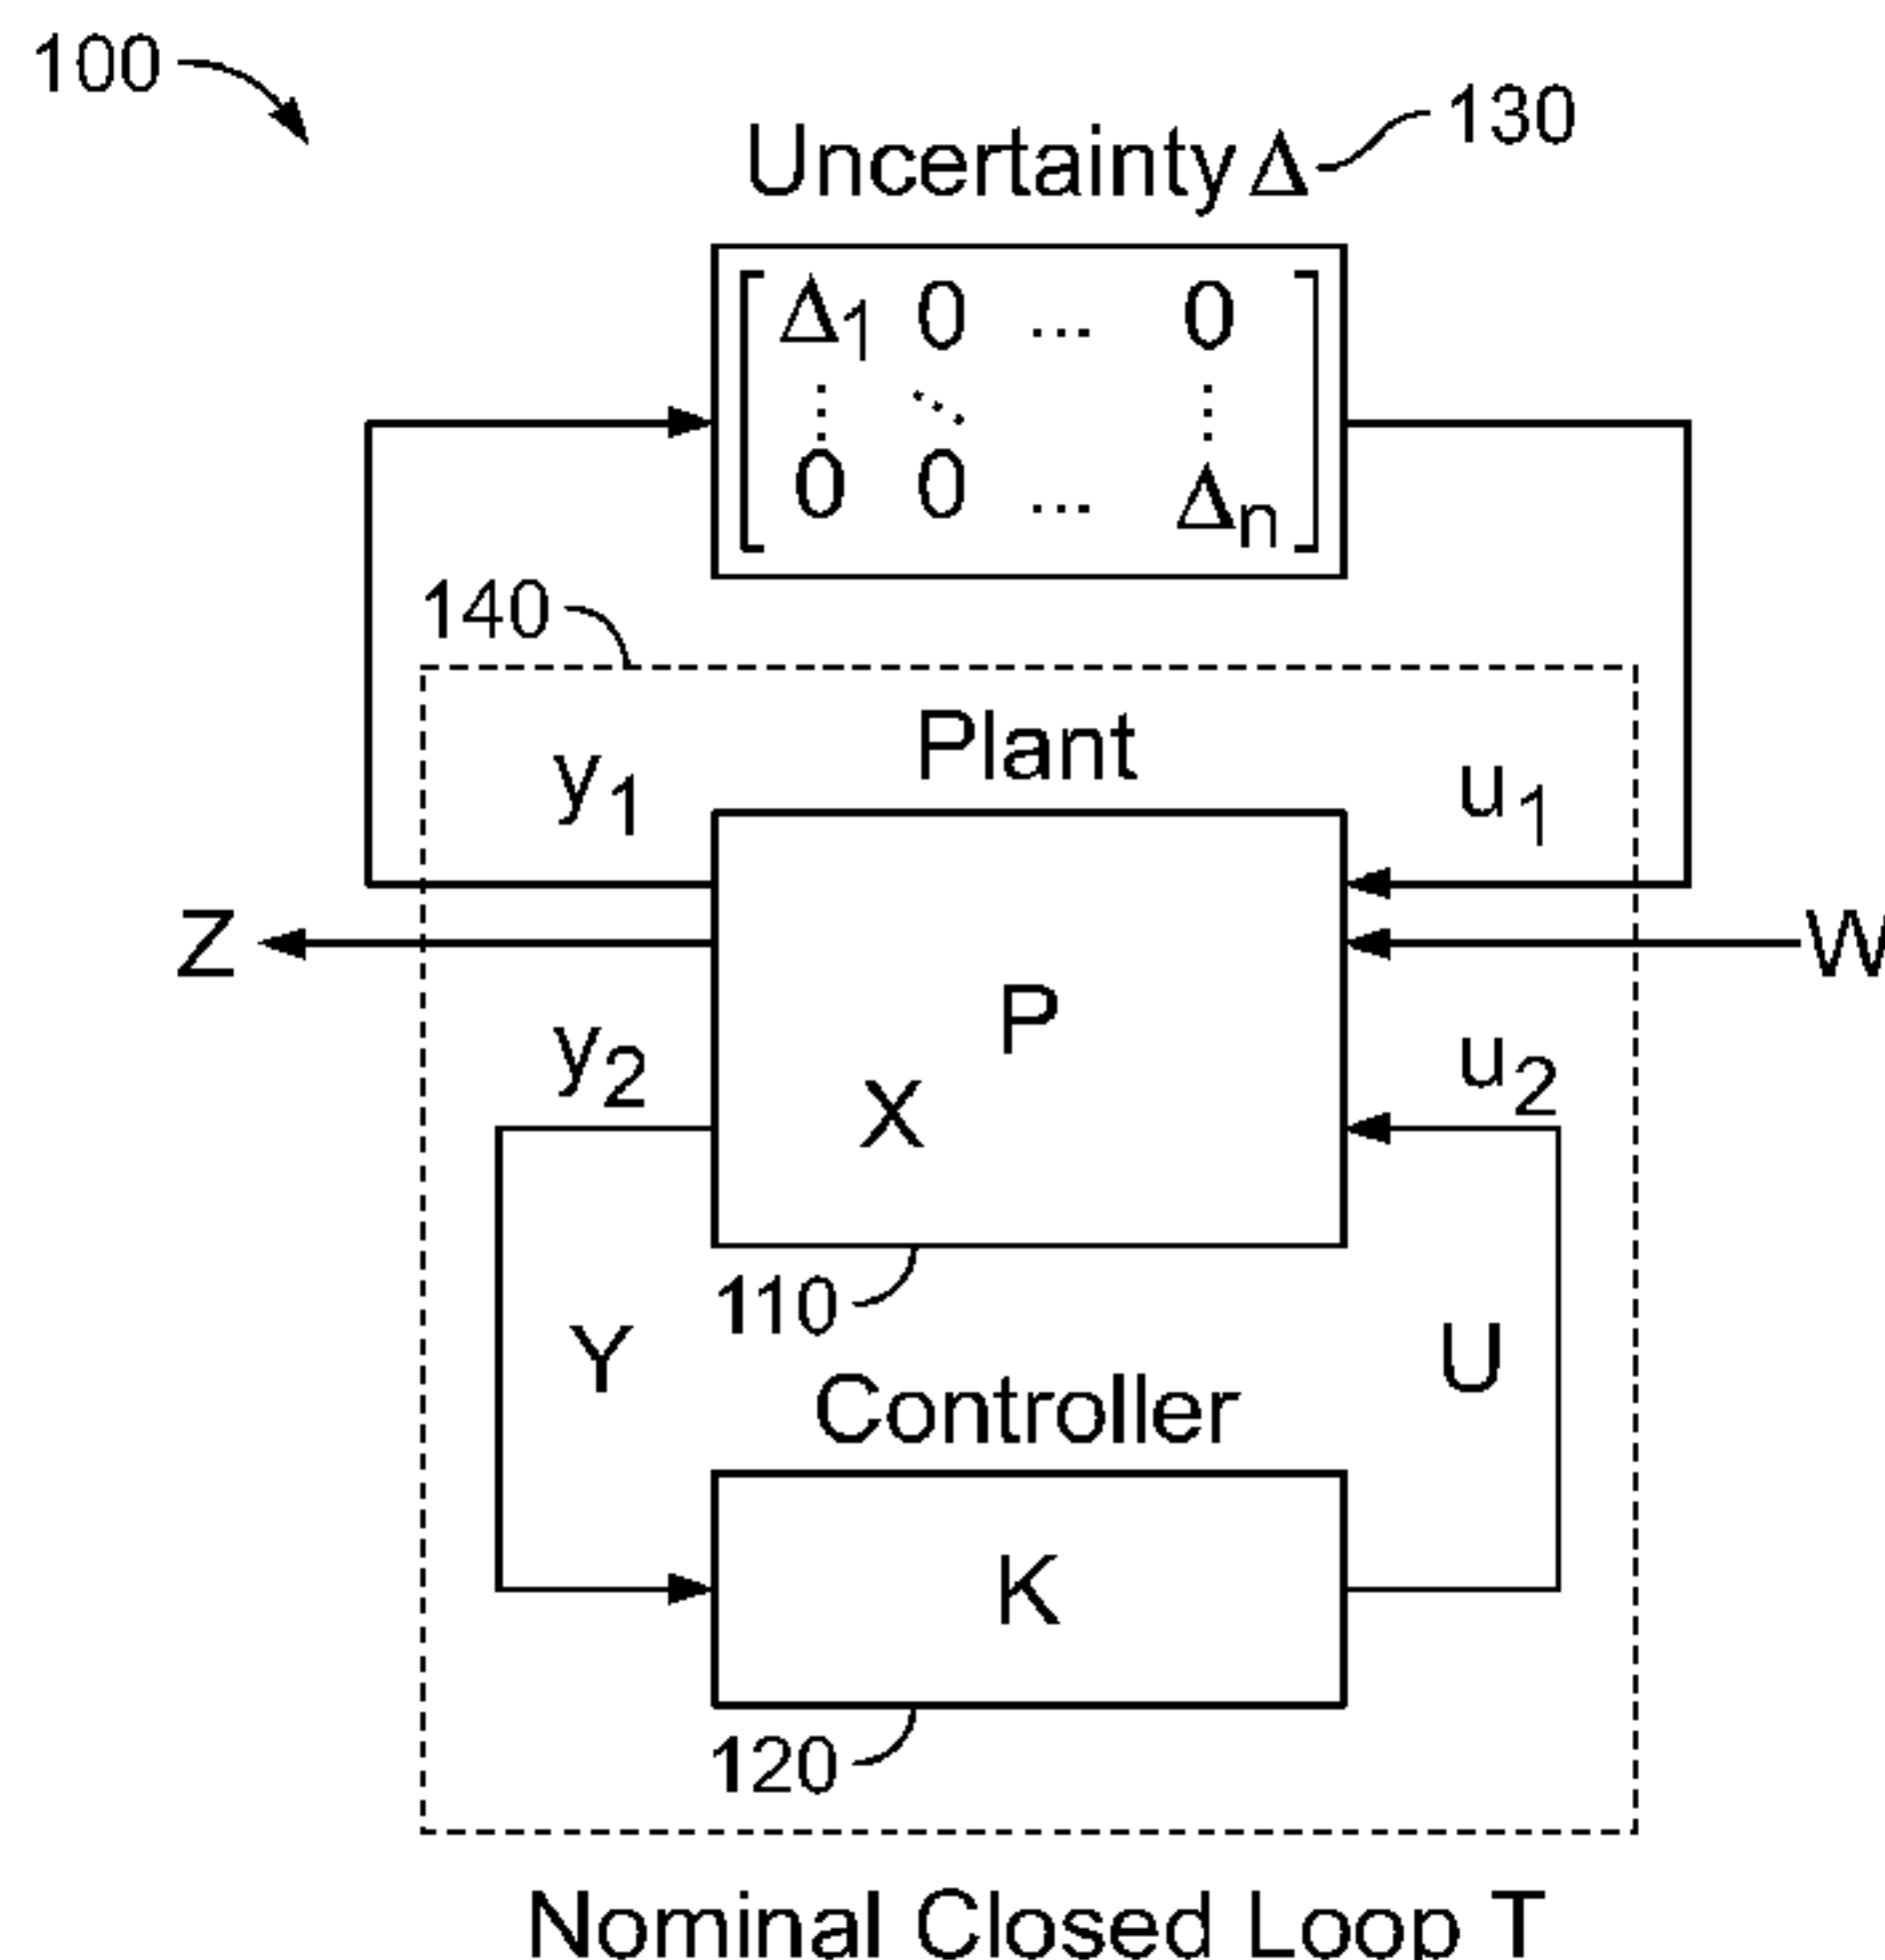 100
130
Uncertainty Δ
Δ1 0 ... 0
⋮ ⋱ ⋮
0 0 ... Δn
140
Plant
y1
u1
Z
W
P
y2
u2
X
110
Y
U
Controller
K
120
Nominal Closed Loop T